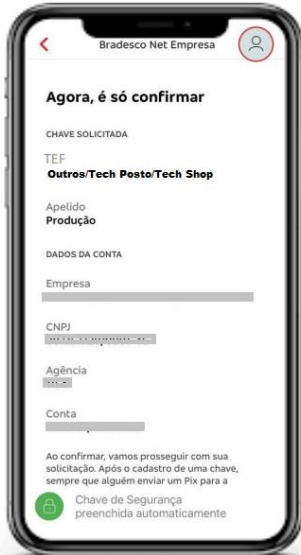 Bradesco Net Empresa
Agora, é só confirmar
CHAVE SOLICITADA
TEF
Outros/Tech Posto/Tech Shop
Apelido
Produção
DADOS DA CONTA
Empresa
CNPJ
Agência
Conta
Ao confirmar, vamos prosseguir com sua
solicitação. Após o cadastro de uma chave,
sempre que alguém enviar um Pix para a
Chave de Segurança
preenchida automaticamente